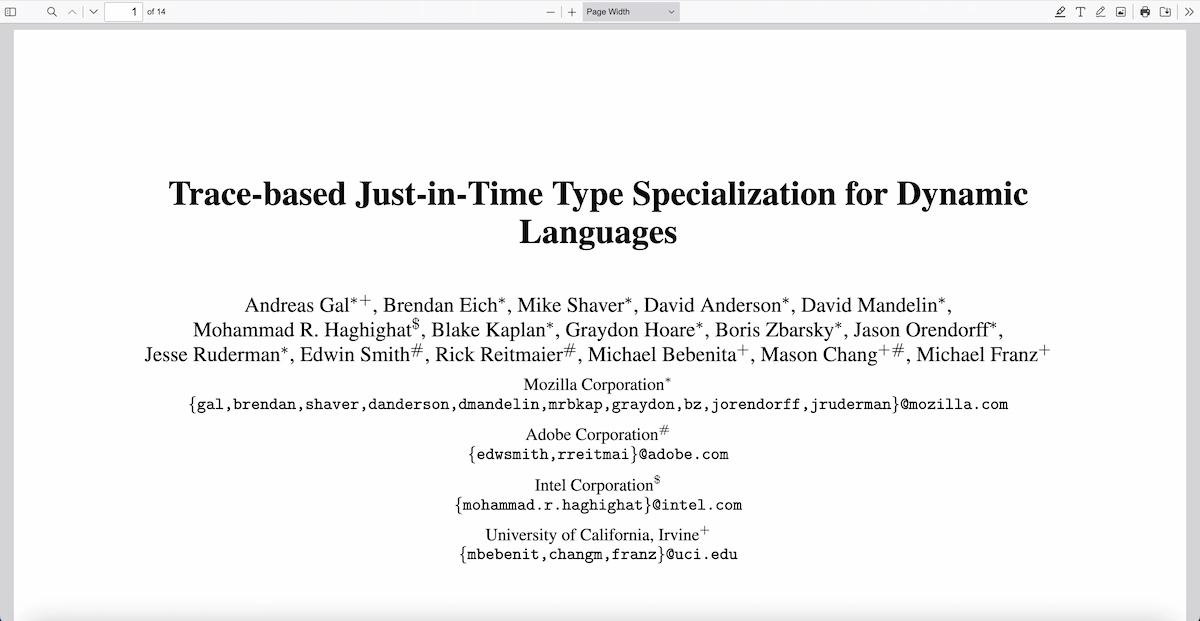 1 of 14 Page Width
Trace-based Just-in-Time Type Specialization for Dynamic
Languages
Andreas Gal*+, Brendan Eich*, Mike Shaver*, David Anderson*, David Mandelin*,
Mohammad R. Haghighat$, Blake Kaplan*, Graydon Hoare*, Boris Zbarsky*, Jason Orendorff*,
Jesse Ruderman*, Edwin Smith#, Rick Reitmaier#, Michael Bebenita+, Mason Chang+#, Michael Franz+
Mozilla Corporation*
{gal,brendan,shaver,danderson,dmandelin,mrbkap,graydon,bz,jorendorff,jruderman}@mozilla.com
Adobe Corporation#
{edwsmith,rreitmai}@adobe.com
Intel Corporation$
{mohammad.r.haghighat}@intel.com
University of California, Irvine+
{mbebenit,changm,franz}@uci.edu